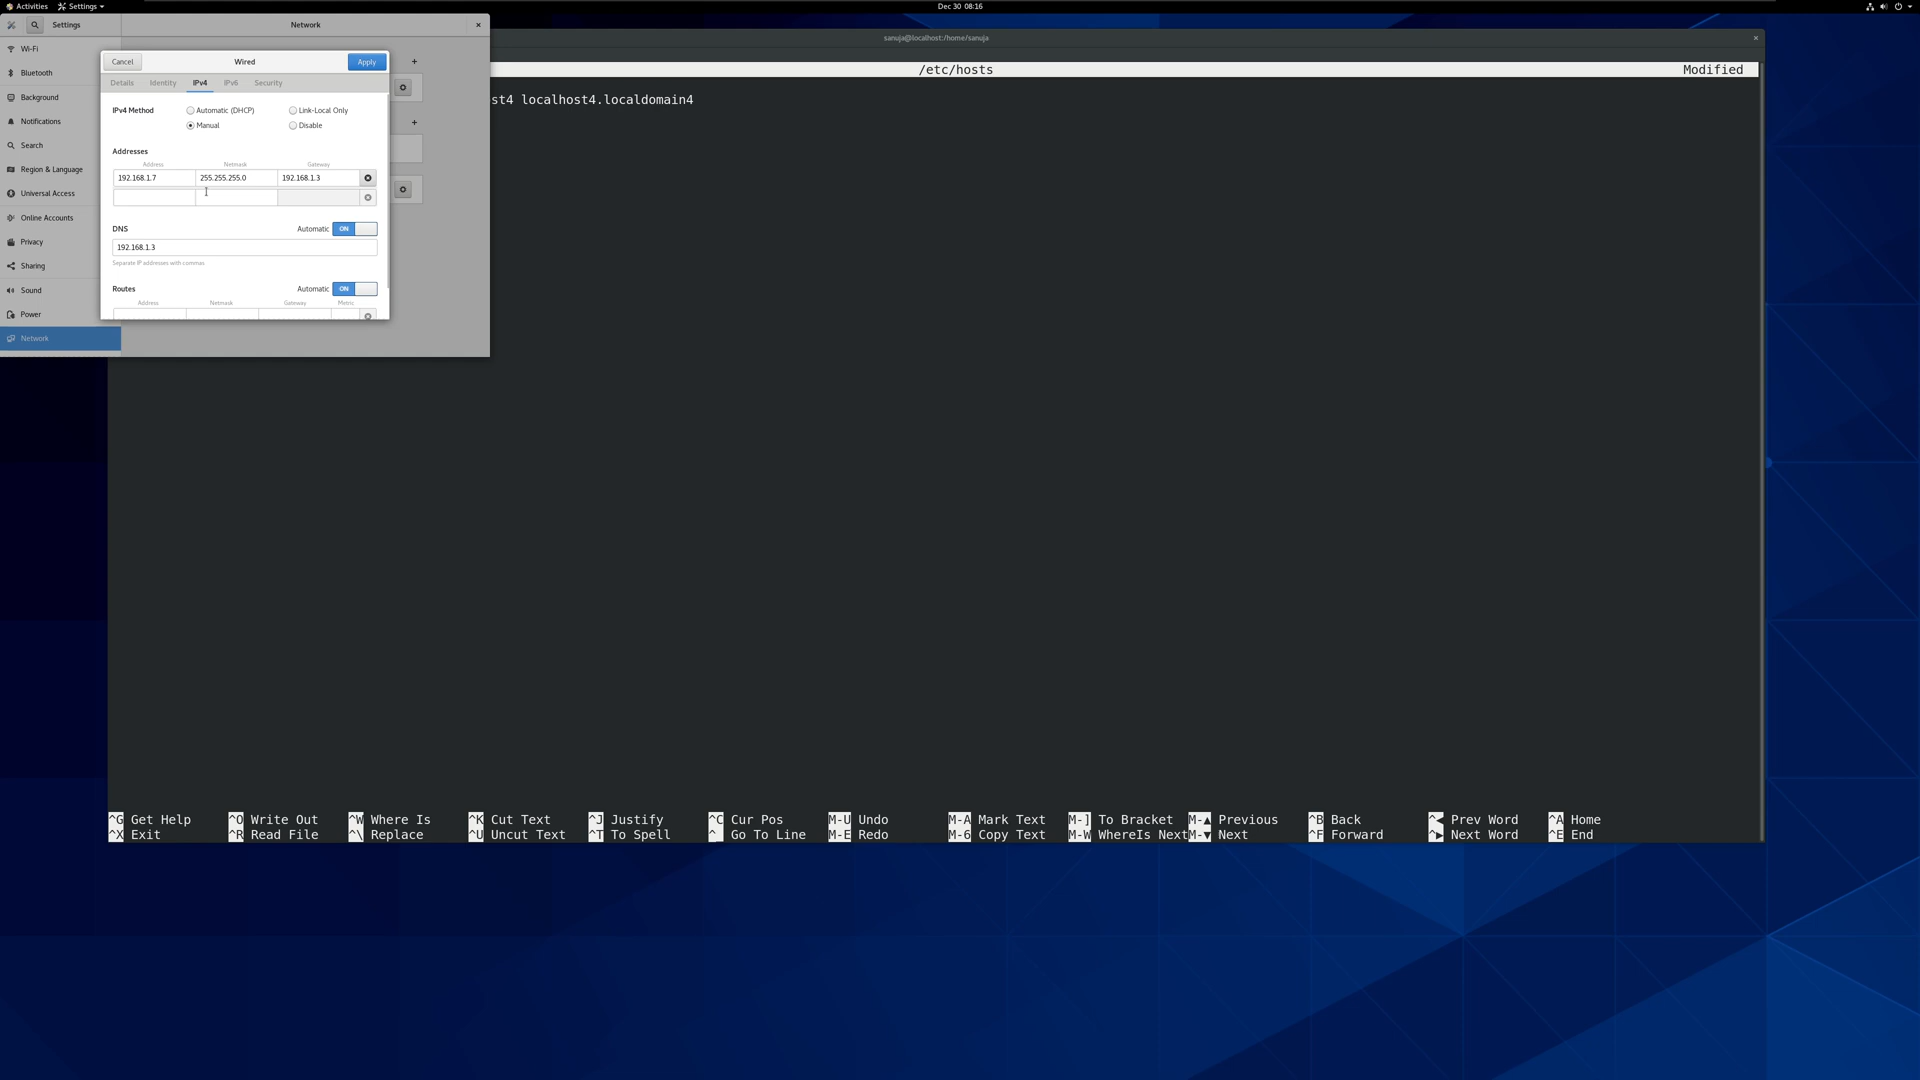 Activities Settings Dec 30 08:16
Settings Network
Wi-Fi
Bluetooth
Background
Notifications
Search
Region & Language
Universal Access
Online Accounts
Privacy
Sharing
Sound
Power
Network
Cancel Wired Apply
Details Identity IPv4 IPv6 Security
IPv4 Method Automatic (DHCP) Link-Local Only
Manual Disable
Addresses
Address Netmask Gateway
192.168.1.7 255.255.255.0 192.168.1.3
DNS Automatic ON
192.168.1.3
Separate IP addresses with commas
Routes Automatic ON
Address Netmask Gateway Metric
sanuja@localhost:/home/sanuja
/etc/hosts Modified
st4 localhost4.localdomain4
^G Get Help ^O Write Out ^W Where Is ^K Cut Text ^J Justify ^C Cur Pos M-U Undo M-A Mark Text M-] To Bracket M-▲ Previous ^B Back ^◀ Prev Word ^A Home
^X Exit ^R Read File ^\ Replace ^U Uncut Text ^T To Spell ^_ Go To Line M-E Redo M-6 Copy Text M-W WhereIs Next M-▼ Next ^F Forward ^▶ Next Word ^E End